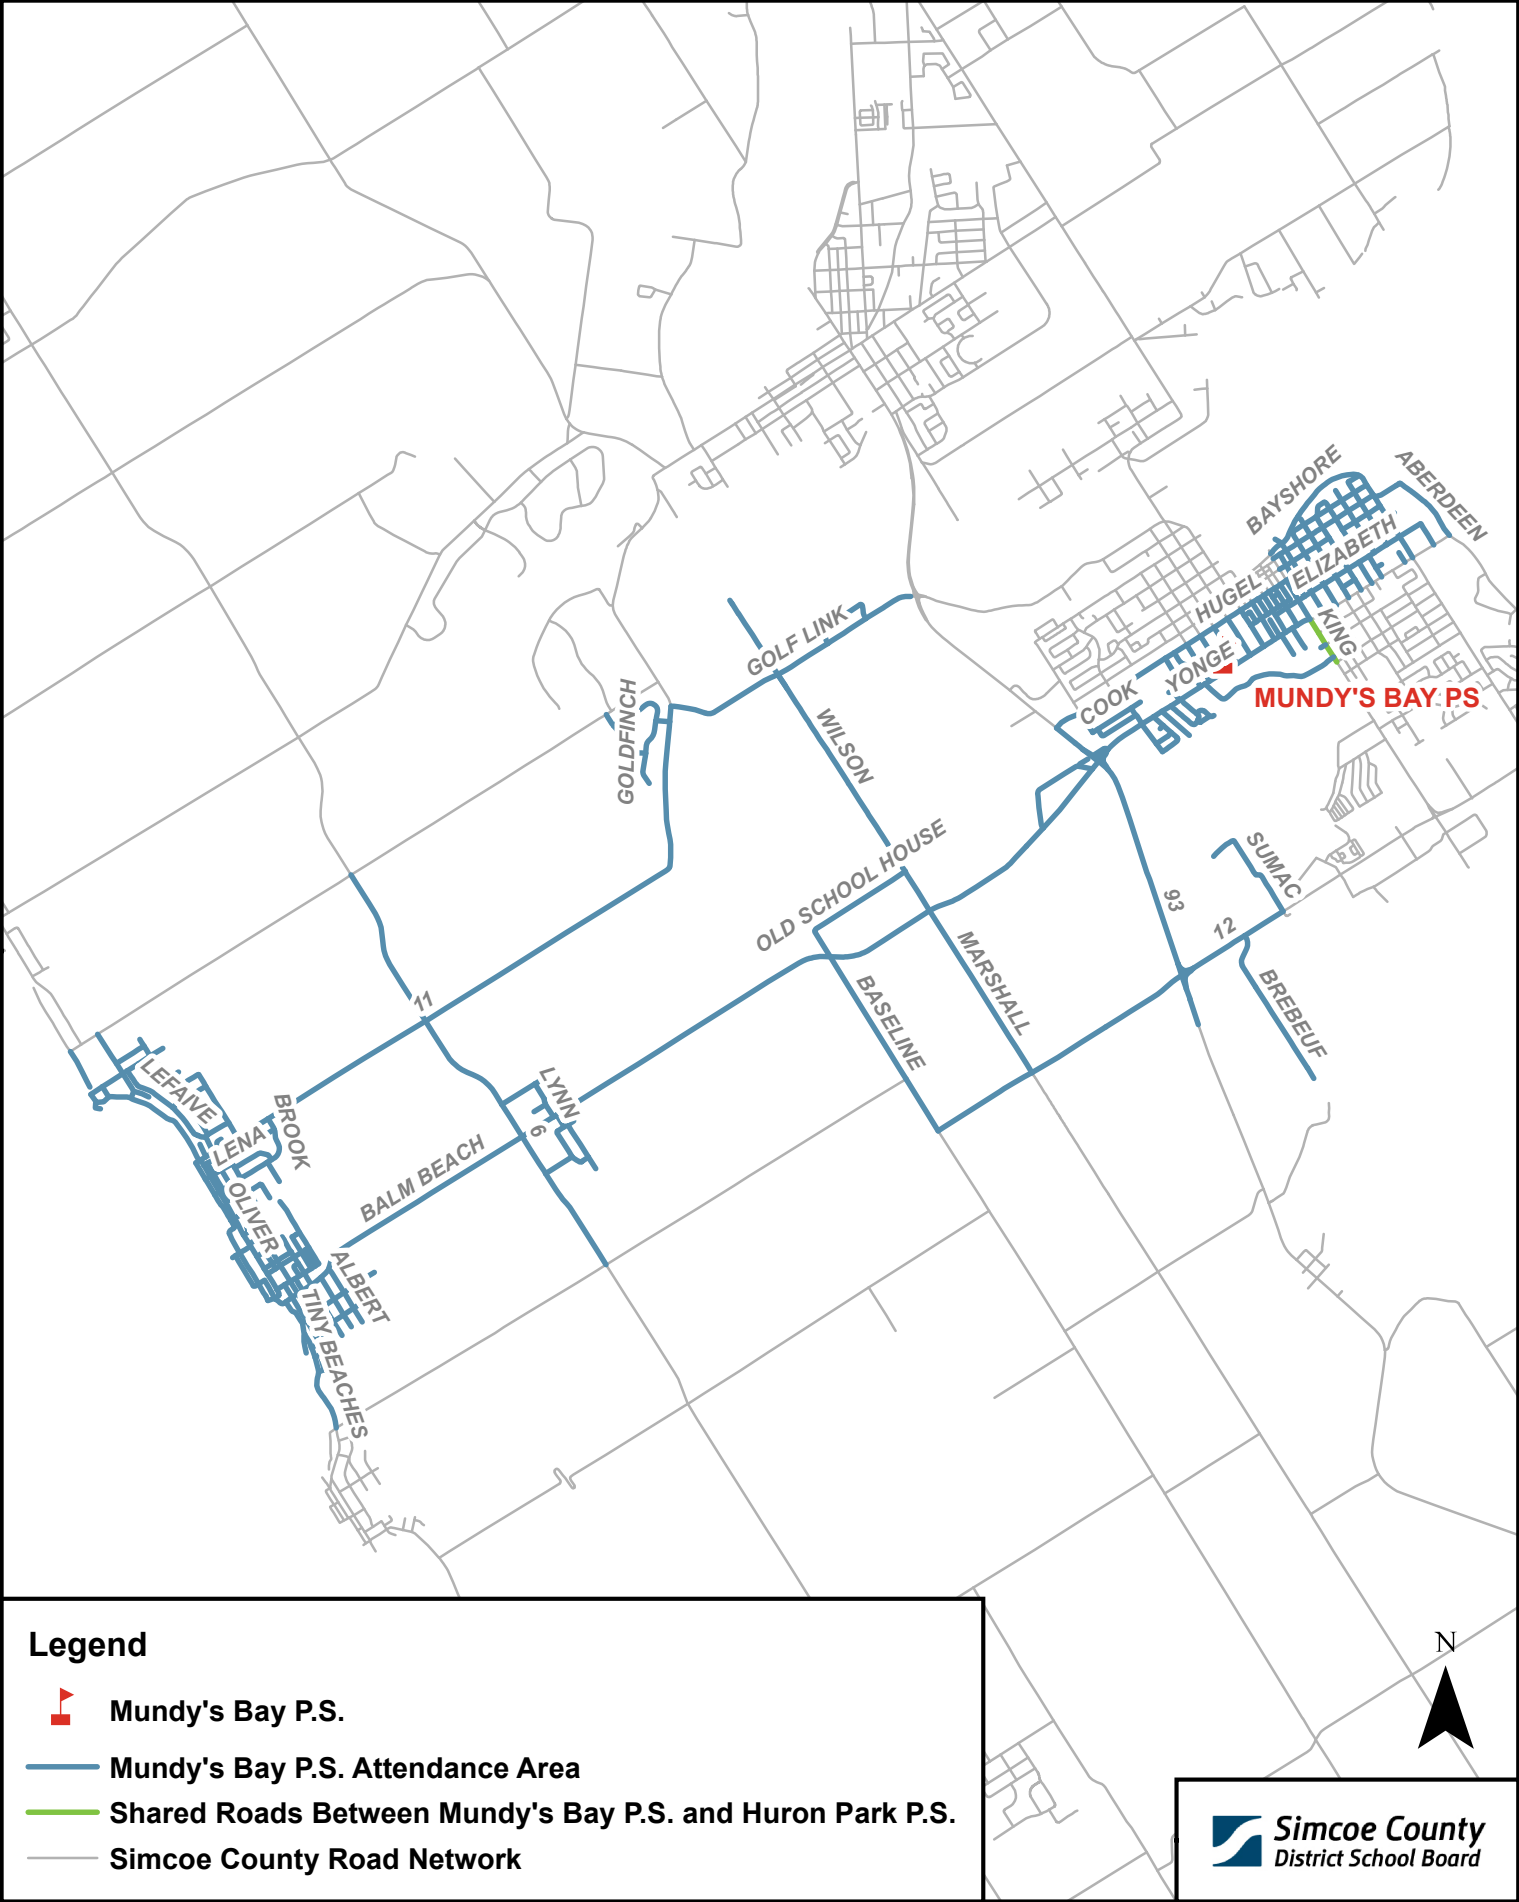 BAYSHORE
ABERDEEN
ELIZABETH
HUGEL
KING
YONGE
COOK
MUNDY'S BAY PS
GOLF LINK
GOLDFINCH
WILSON
OLD SCHOOL HOUSE
SUMAC
93
12
MARSHALL
BASELINE
BREBEUF
11
LEFAIVE
LENA
BROOK
LYNN
6
BALM BEACH
OLIVER
ALBERT
TINY BEACHES
Legend
Mundy's Bay P.S.
Mundy's Bay P.S. Attendance Area
Shared Roads Between Mundy's Bay P.S. and Huron Park P.S.
Simcoe County Road Network
N
Simcoe County
District School Board